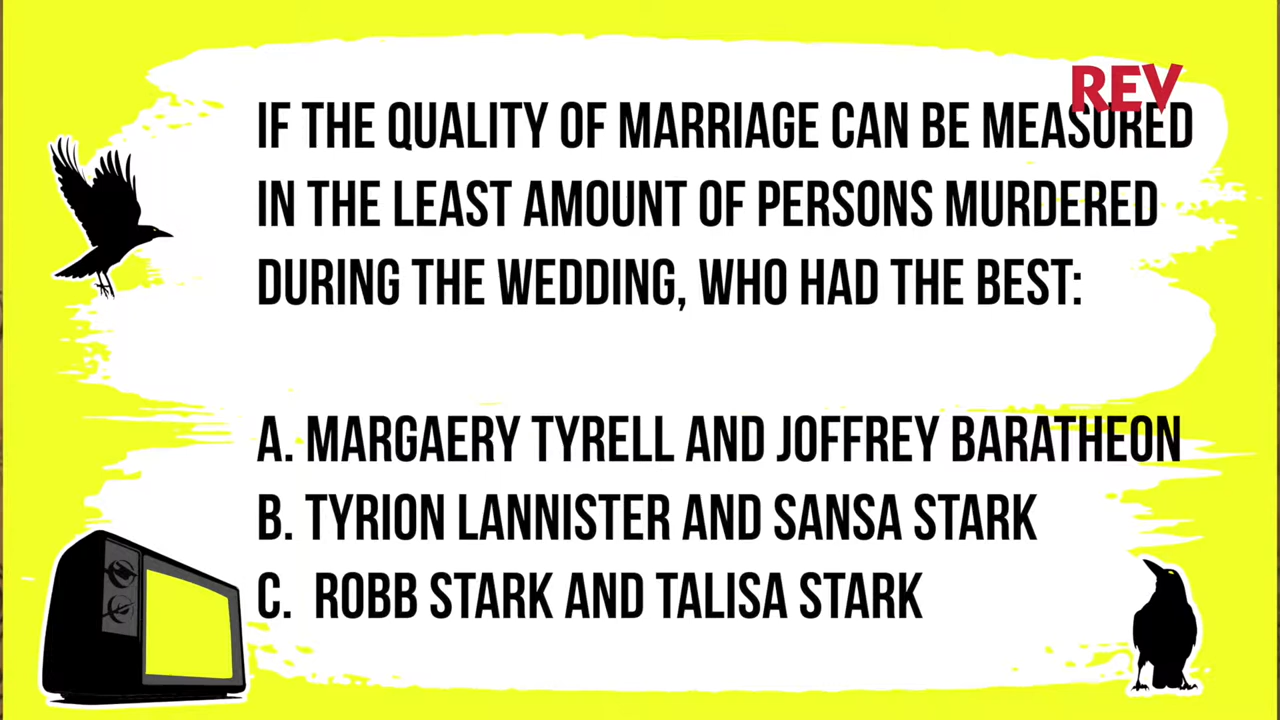 REV
IF THE QUALITY OF MARRIAGE CAN BE MEASURED
IN THE LEAST AMOUNT OF PERSONS MURDERED
DURING THE WEDDING, WHO HAD THE BEST:
A. MARGAERY TYRELL AND JOFFREY BARATHEON
B. TYRION LANNISTER AND SANSA STARK
C. ROBB STARK AND TALISA STARK